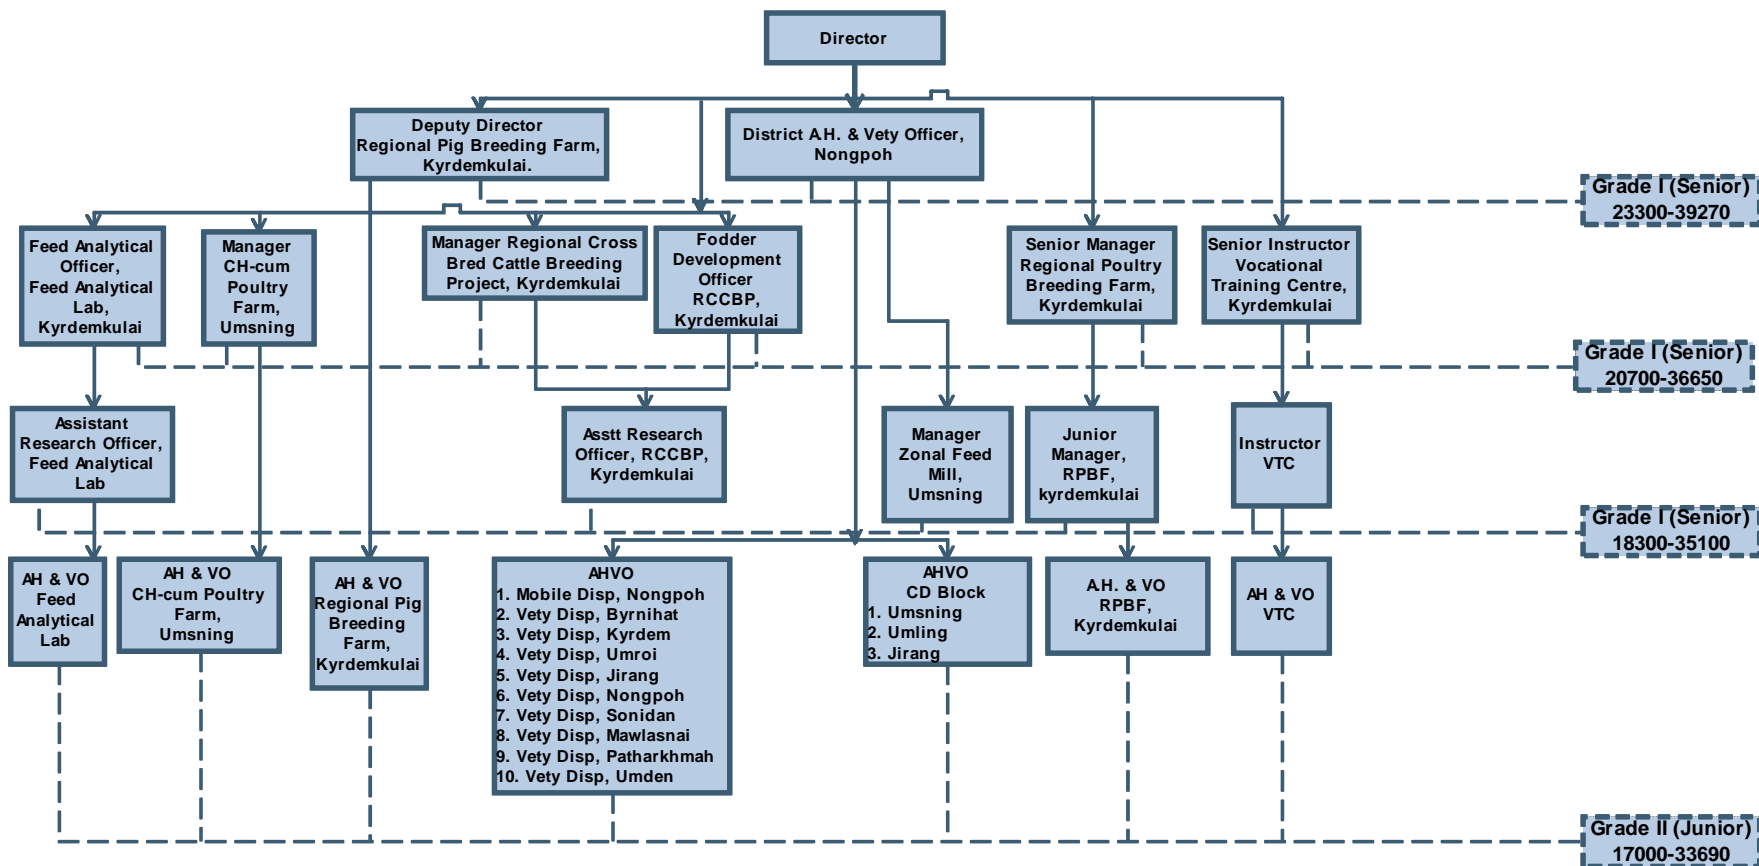 Director
Deputy Director
Regional Pig Breeding Farm,
Kyrdemkulai.
District A.H. & Vety Officer,
Nongpoh
Grade I (Senior)
23300-39270
Feed Analytical
Officer,
Feed Analytical
Lab,
Kyrdemkulai
Manager
CH-cum
Poultry
Farm,
Umsning
Manager Regional Cross
Bred Cattle Breeding
Project, Kyrdemkulai
Fodder
Development
Officer
RCCBP,
Kyrdemkulai
Senior Manager
Regional Poultry
Breeding Farm,
Kyrdemkulai
Senior Instructor
Vocational
Training Centre,
Kyrdemkulai
Grade I (Senior)
20700-36650
Assistant
Research Officer,
Feed Analytical
Lab
Asstt Research
Officer, RCCBP,
Kyrdemkulai
Manager
Zonal Feed
Mill,
Umsning
Junior
Manager,
RPBF,
kyrdemkulai
Instructor
VTC
Grade I (Senior)
18300-35100
AH & VO
Feed
Analytical
Lab
AH & VO
CH-cum Poultry
Farm,
Umsning
AH & VO
Regional Pig
Breeding
Farm,
Kyrdemkulai
AHVO
1. Mobile Disp, Nongpoh
2. Vety Disp, Byrnihat
3. Vety Disp, Kyrdem
4. Vety Disp, Umroi
5. Vety Disp, Jirang
6. Vety Disp, Nongpoh
7. Vety Disp, Sonidan
8. Vety Disp, Mawlasnai
9. Vety Disp, Patharkhmah
10. Vety Disp, Umden
AHVO
CD Block
1. Umsning
2. Umling
3. Jirang
A.H. & VO
RPBF,
Kyrdemkulai
AH & VO
VTC
Grade II (Junior)
17000-33690